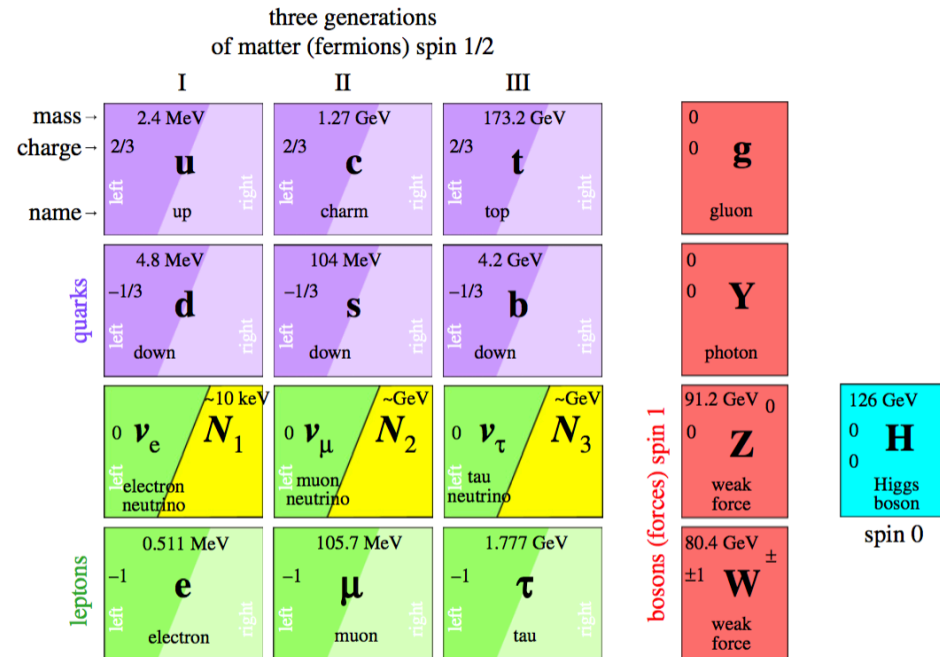 three generations
of matter (fermions) spin 1/2
I II III
mass→ 2.4 MeV 1.27 GeV 173.2 GeV 0
charge→ 2/3 u 2/3 c 2/3 t 0 g
left right left right left right
name→ up charm top gluon
quarks
4.8 MeV 104 MeV 4.2 GeV 0
-1/3 d -1/3 s -1/3 b 0 Y
left right left right left right
down down down photon
~10 keV ~GeV ~GeV 91.2 GeV 0 126 GeV
0 νe N1 0 νμ N2 0 ντ N3 0 Z 0 H
0
left left left
electron neutrino muon neutrino tau neutrino weak force Higgs boson
spin 0
bosons (forces) spin 1
leptons
0.511 MeV 105.7 MeV 1.777 GeV 80.4 GeV ±
-1 e -1 μ -1 τ ±1 W
left right left right left right
electron muon tau weak force